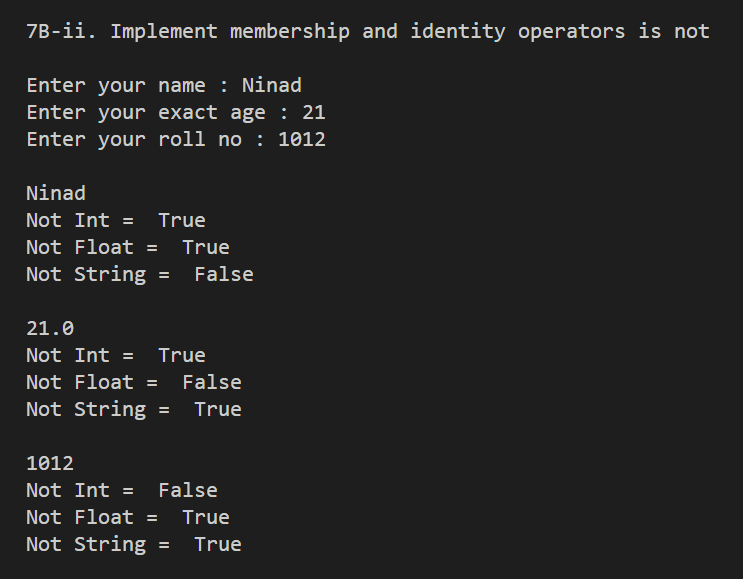 7B-ii. Implement membership and identity operators is not
Enter your name : Ninad
Enter your exact age : 21
Enter your roll no : 1012
Ninad
Not Int =  True
Not Float =  True
Not String =  False
21.0
Not Int =  True
Not Float =  False
Not String =  True
1012
Not Int =  False
Not Float =  True
Not String =  True